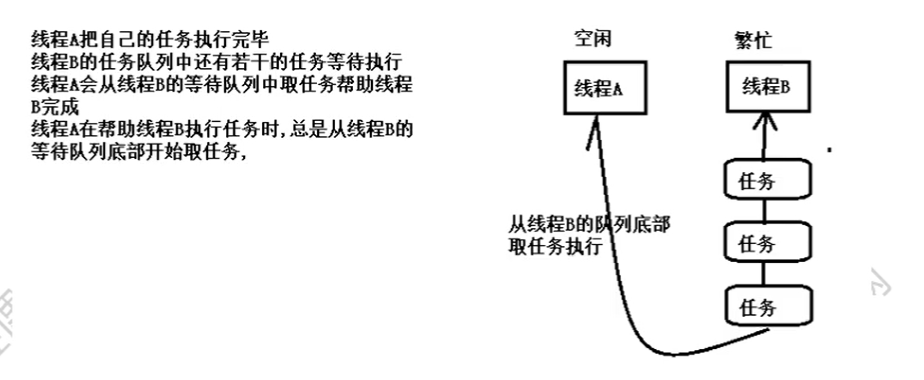 线程A把自己的任务执行完毕
线程B的任务队列中还有若干的任务等待执行
线程A会从线程B的等待队列中取任务帮助线程
B完成
线程A在帮助线程B执行任务时,总是从线程B的
等待队列底部开始取任务,
空闲
繁忙
线程A
线程B
任务
任务
任务
从线程B的队列底部
取任务执行